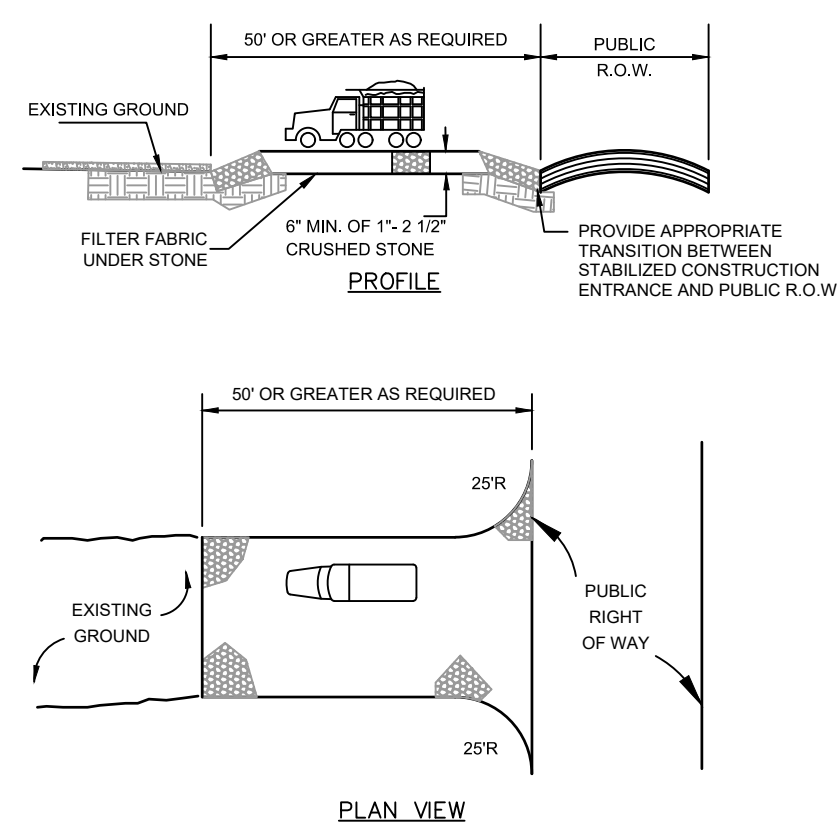 50' OR GREATER AS REQUIRED
PUBLIC
R.O.W.
EXISTING GROUND
FILTER FABRIC
UNDER STONE
6" MIN. OF 1"- 2 1/2"
CRUSHED STONE
PROVIDE APPROPRIATE
TRANSITION BETWEEN
STABILIZED CONSTRUCTION
ENTRANCE AND PUBLIC R.O.W
PROFILE
50' OR GREATER AS REQUIRED
25'R
EXISTING
GROUND
PUBLIC
RIGHT
OF WAY
25'R
PLAN VIEW